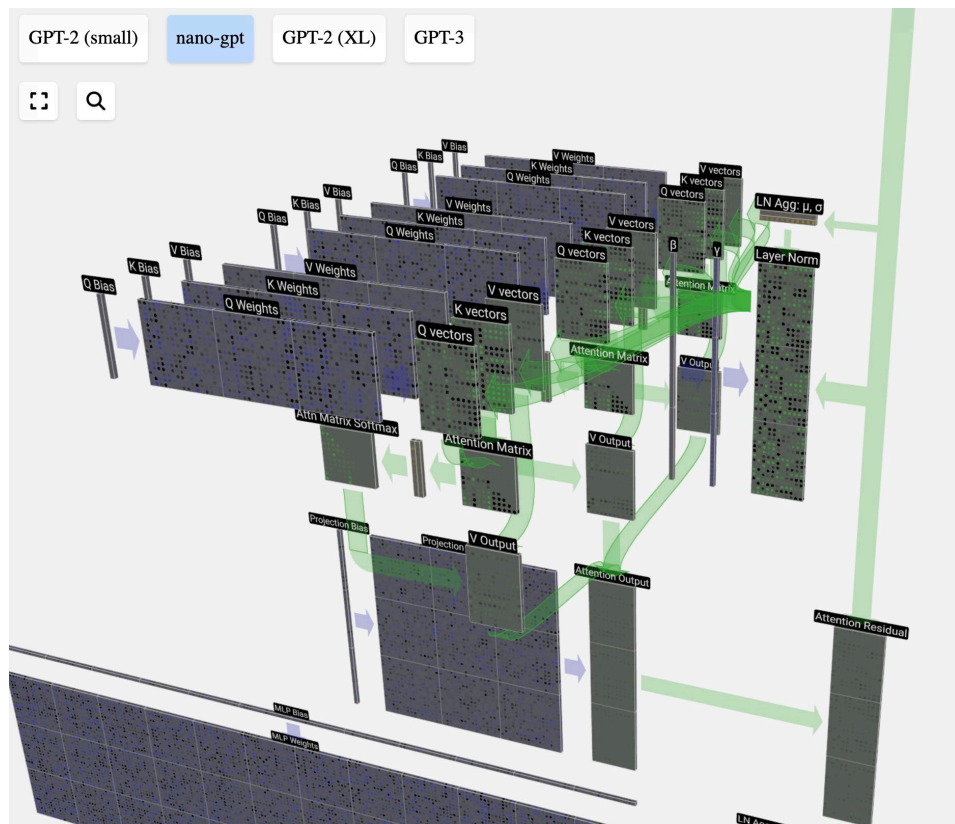 GPT-2 (small)
nano-gpt
GPT-2 (XL)
GPT-3
V Bias
K Bias
Q Bias
V Weights
K Weights
Q Weights
V vectors
K vectors
Q vectors
LN Agg: μ, σ
V Bias
K Bias
Q Bias
V Weights
K Weights
Q Weights
V vectors
K vectors
Q vectors
β
γ
Layer Norm
V Bias
K Bias
Q Bias
V Weights
K Weights
Q Weights
V vectors
K vectors
Q vectors
Attention Matrix
Attention Matrix
V Output
Attn Matrix Softmax
Attention Matrix
V Output
Projection Bias
Projection
V Output
Attention Output
Attention Residual
MLP Bias
MLP Weights